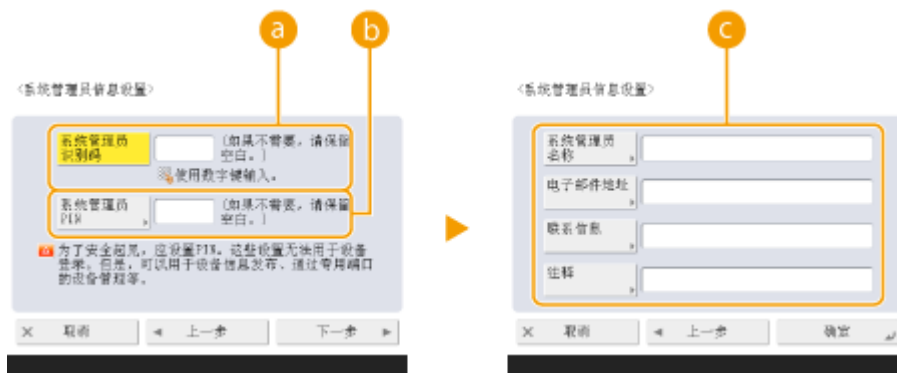 a
b
c
<系统管理员信息设置>
系统管理员
识别码
(如果不需要，请保留
空白。)
使用数字键输入。
系统管理员
PIN
(如果不需要，请保留
空白。)
为了安全起见，应设置PIN。这些设置无法用于设备
登录。但是，可以用于设备信息发布、通过专用端口
的设备管理等。
× 取消
◀ 上一步
下一步 ▶
<系统管理员信息设置>
系统管理员
名称
电子邮件地址
联系信息
注释
× 取消
◀ 上一步
确定